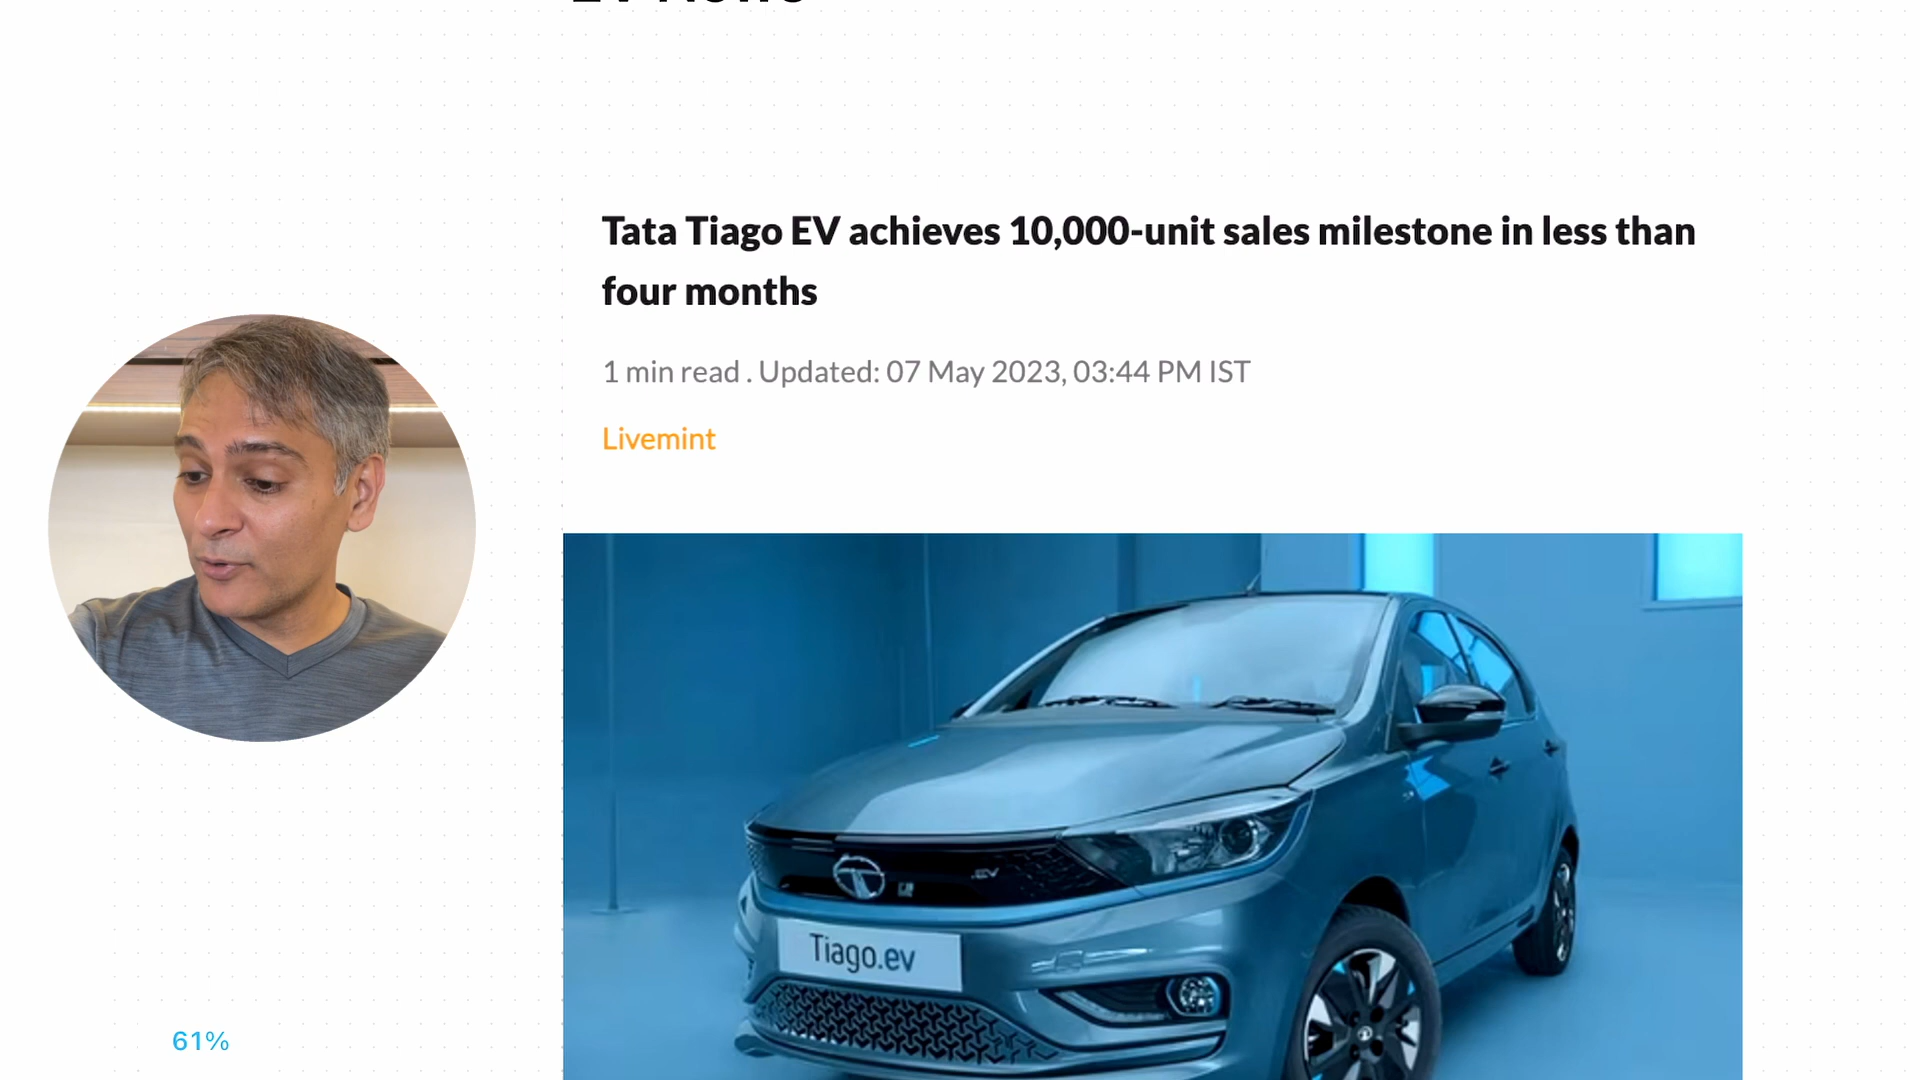 Tata Tiago EV achieves 10,000-unit sales milestone in less than
four months
1 min read . Updated: 07 May 2023, 03:44 PM IST
Livemint
.EV
Tiago.ev
61%